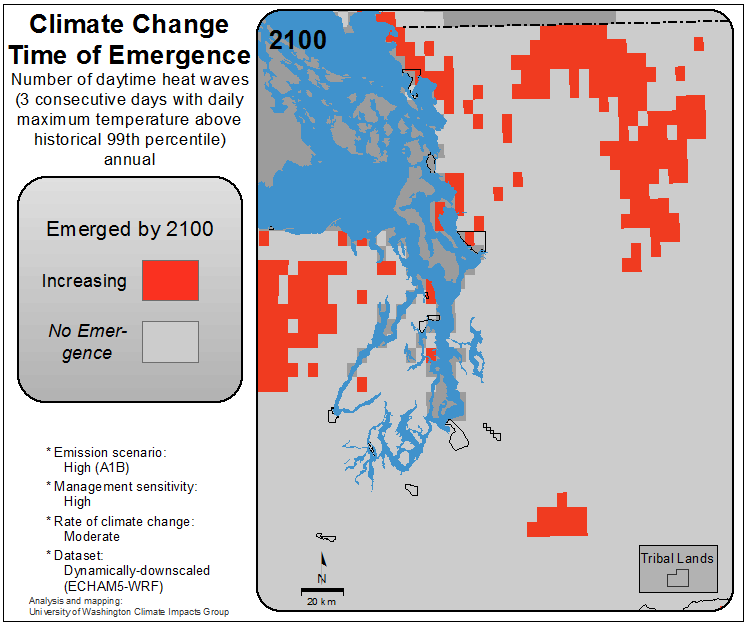 Climate Change
Time of Emergence
Number of daytime heat waves
(3 consecutive days with daily
maximum temperature above
historical 99th percentile)
annual
Emerged by 2100
Increasing
No Emer-
gence
* Emission scenario:
High (A1B)
* Management sensitivity:
High
* Rate of climate change:
Moderate
* Dataset:
Dynamically-downscaled
(ECHAM5-WRF)
Analysis and mapping:
University of Washington Climate Impacts Group
2100
N
20 km
Tribal Lands